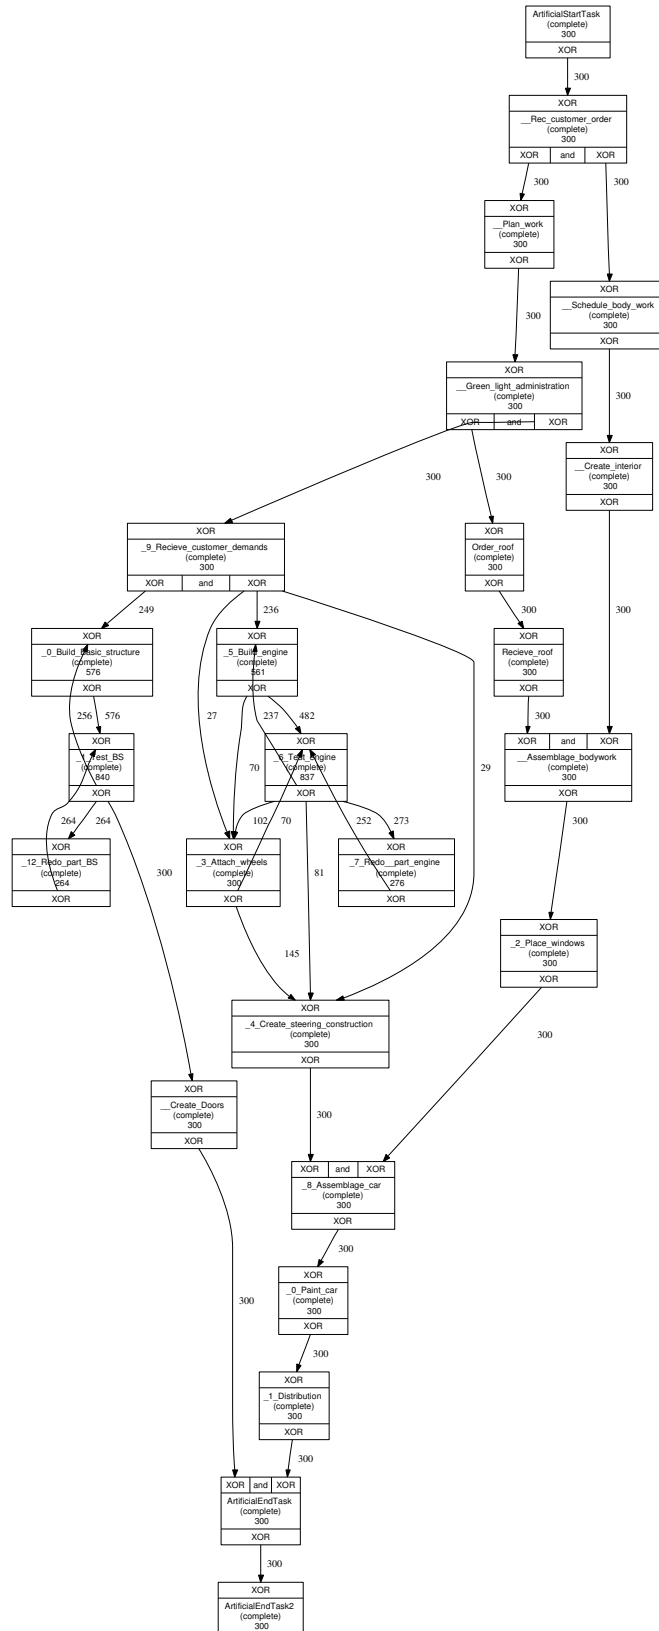 ArtificialStartTask
(complete)
300
XOR
300
XOR
__Rec_customer_order
(complete)
300
XOR and XOR
300
300
XOR
__Plan_work
(complete)
300
XOR
XOR
__Schedule_body_work
(complete)
300
XOR
300
XOR
__Green_light_administration
(complete)
300
XOR and XOR
300
XOR
__Create_interior
(complete)
300
XOR
300
300
XOR
_9_Recieve_customer_demands
(complete)
300
XOR and XOR
XOR
Order_roof
(complete)
300
XOR
249
236
300
300
XOR
_0_Build_basic_structure
(complete)
576
XOR
XOR
_5_Build_engine
(complete)
561
XOR
XOR
Recieve_roof
(complete)
300
XOR
256
576
27
237
482
300
XOR
_1_Test_BS
(complete)
840
XOR
70
XOR
_6_Test_engine
(complete)
837
XOR
29
XOR and XOR
__Assemblage_bodywork
(complete)
300
XOR
264
264
102
70
252
273
300
XOR
_12_Redo_part_BS
(complete)
264
XOR
300
XOR
_3_Attach_wheels
(complete)
300
XOR
81
XOR
_7_Redo__part_engine
(complete)
276
XOR
145
XOR
_2_Place_windows
(complete)
300
XOR
XOR
_4_Create_steering_construction
(complete)
300
XOR
300
XOR
__Create_Doors
(complete)
300
XOR
300
XOR and XOR
_8_Assemblage_car
(complete)
300
XOR
300
XOR
_0_Paint_car
(complete)
300
XOR
300
300
XOR
_1_Distribution
(complete)
300
XOR
300
XOR and XOR
ArtificialEndTask
(complete)
300
XOR
300
XOR
ArtificialEndTask2
(complete)
300